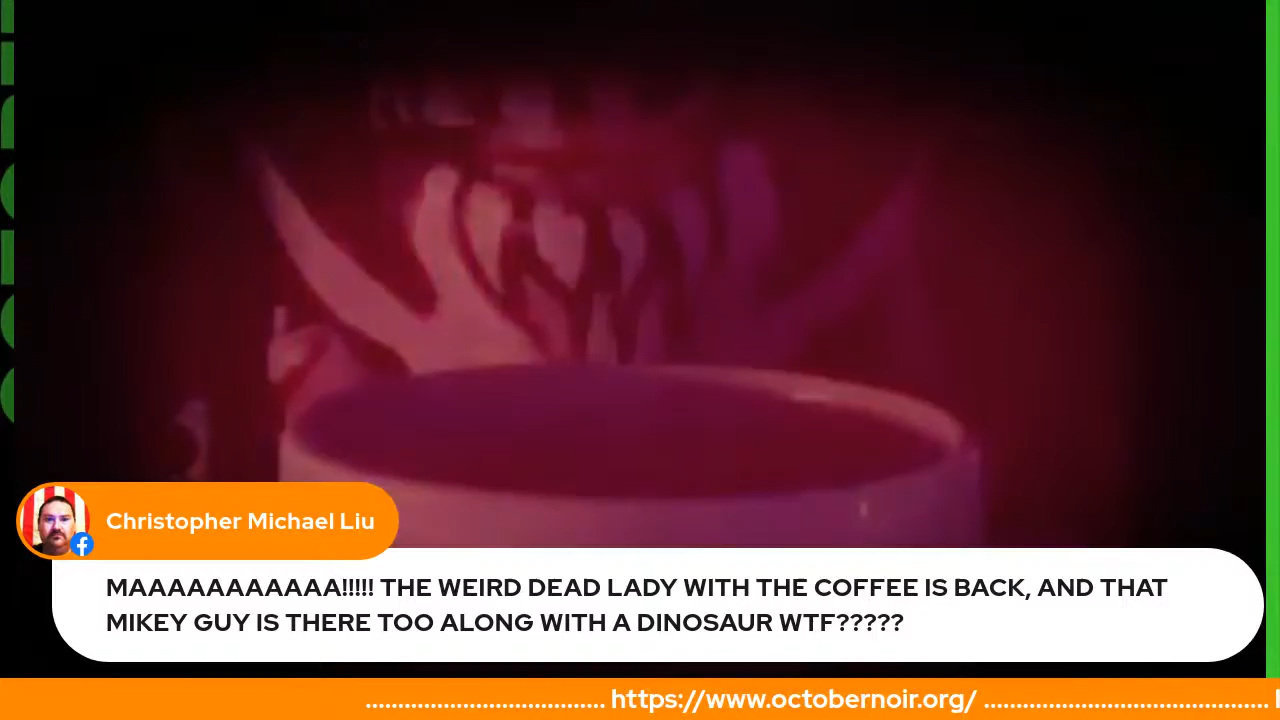 Christopher Michael Liu
MAAAAAAAAAAA!!!!! THE WEIRD DEAD LADY WITH THE COFFEE IS BACK, AND THAT
MIKEY GUY IS THERE TOO ALONG WITH A DINOSAUR WTF?????
..................................... https://www.octobernoir.org/ ............................................